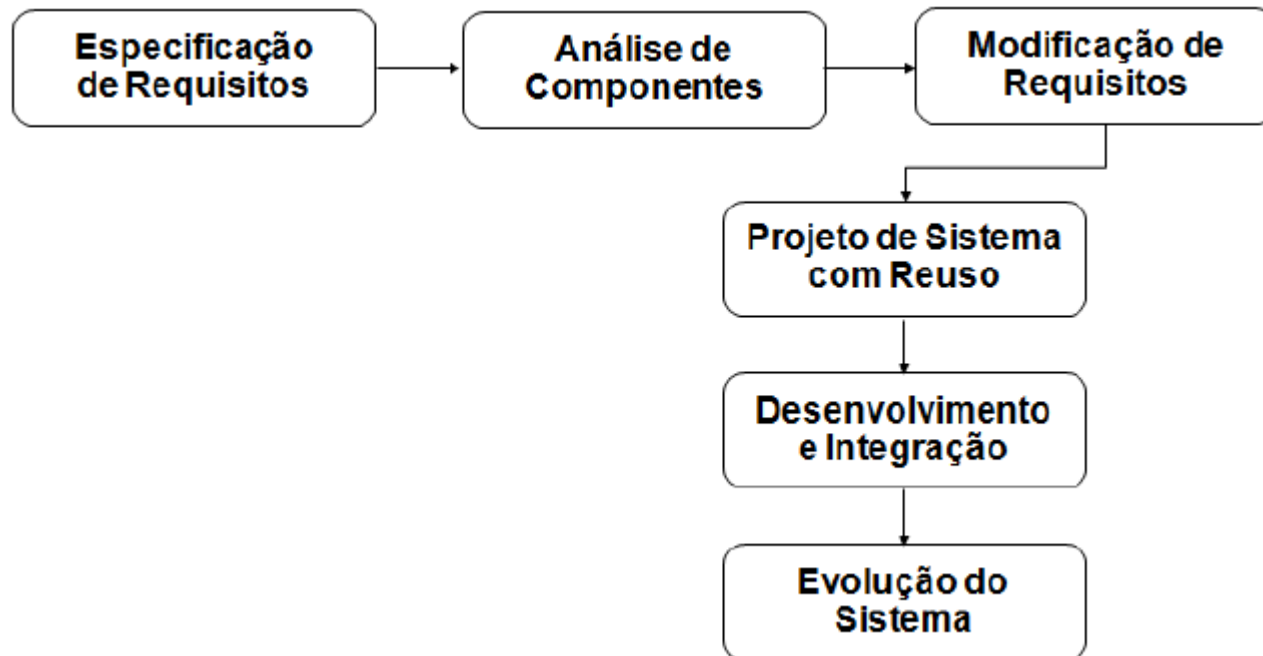 Especificação
de Requisitos
Análise de
Componentes
Modificação de
Requisitos
Projeto de Sistema
com Reuso
Desenvolvimento
e Integração
Evolução do
Sistema